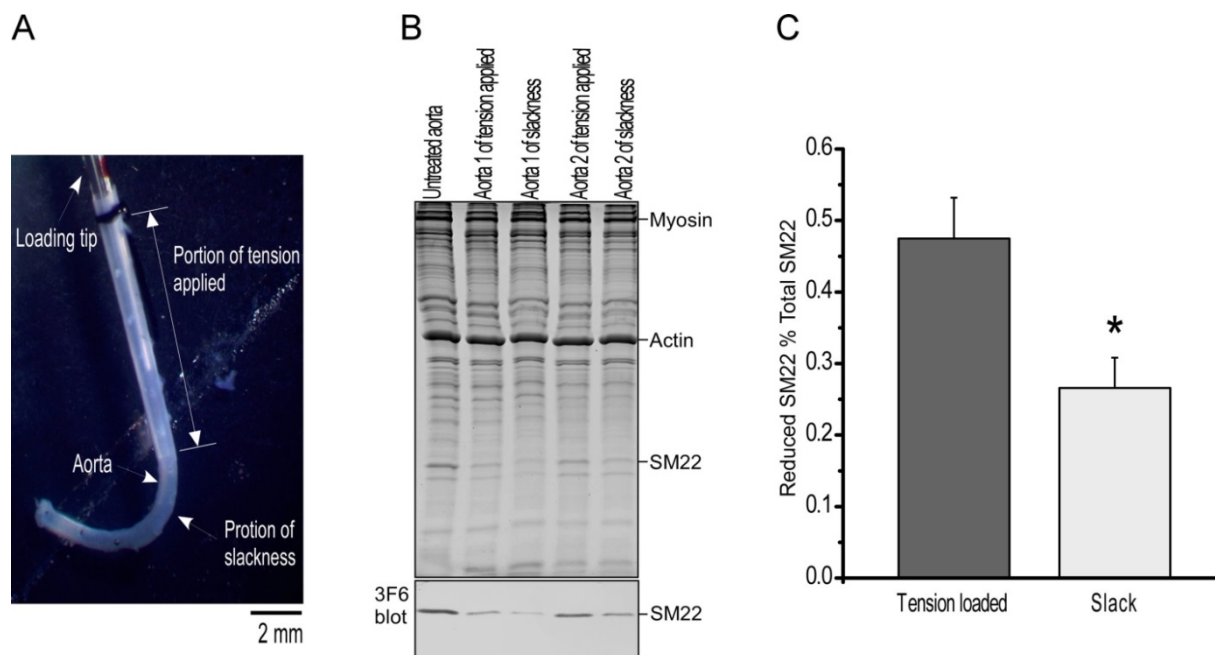 A
Loading tip
Portion of tension
applied
Aorta
Protion of
slackness
2 mm
B
Untreated aorta
Aorta 1 of tension applied
Aorta 1 of slackness
Aorta 2 of tension applied
Aorta 2 of slackness
Myosin
Actin
SM22
3F6
blot
SM22
C
Reduced SM22 % Total SM22
0.6
0.5
0.4
0.3
0.2
0.1
0.0
*
Tension loaded
Slack